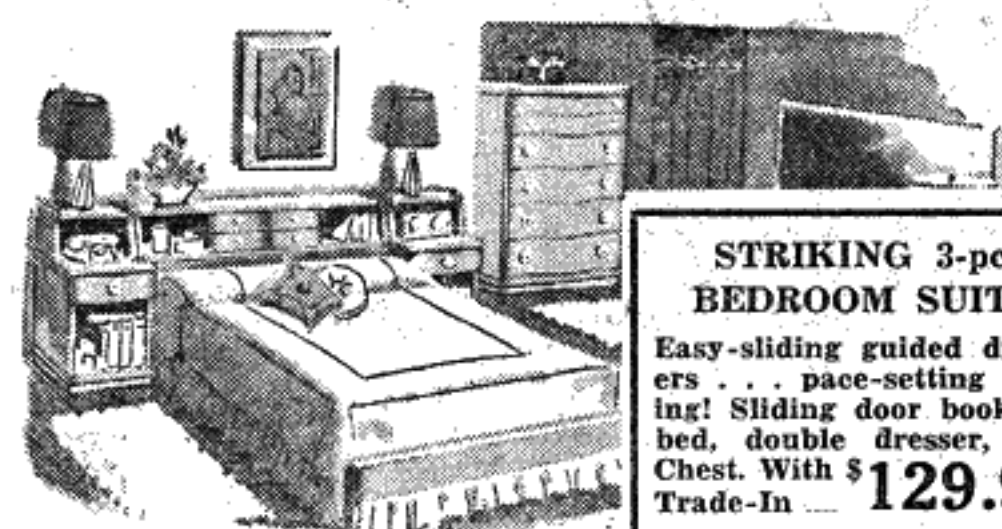 STRIKING 3-pc
BEDROOM SUIT
Easy-sliding guided d
ers . . . pace-setting
ing! Sliding door book
bed, double dresser,
Chest. With $129.
Trade-In